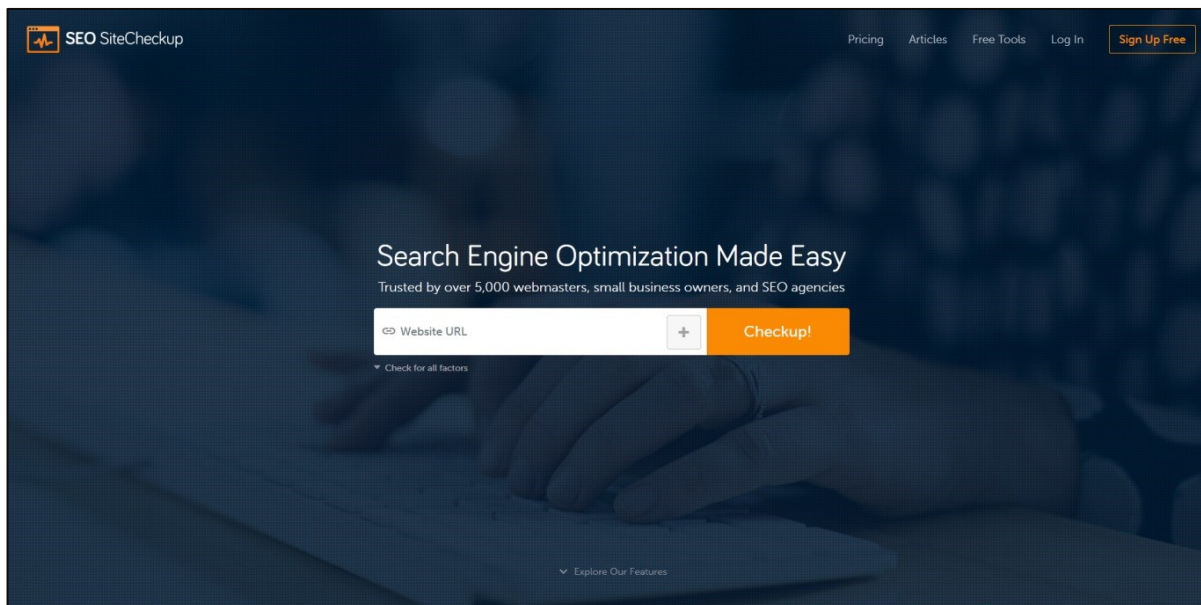 SEO SiteCheckup
Pricing Articles Free Tools Log In Sign Up Free
Search Engine Optimization Made Easy
Trusted by over 5,000 webmasters, small business owners, and SEO agencies
Website URL + Checkup!
Check for all factors
Explore Our Features